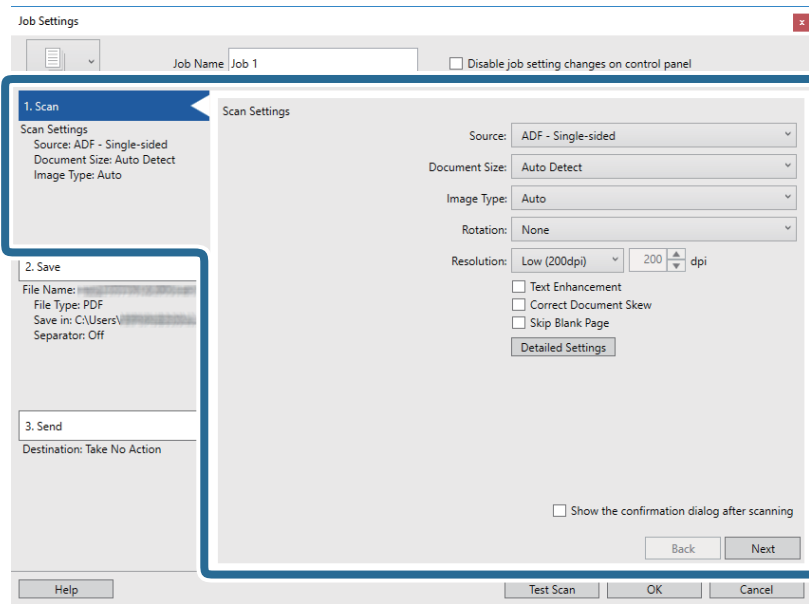 Job Settings
x
Job Name Job 1
Disable job setting changes on control panel
1. Scan
Scan Settings
Source: ADF - Single-sided
Document Size: Auto Detect
Image Type: Auto
2. Save
File Name:
File Type: PDF
Save in: C:\Users\
Separator: Off
3. Send
Destination: Take No Action
Scan Settings
Source: ADF - Single-sided
Document Size: Auto Detect
Image Type: Auto
Rotation: None
Resolution: Low (200dpi) 200 dpi
Text Enhancement
Correct Document Skew
Skip Blank Page
Detailed Settings
Show the confirmation dialog after scanning
Back Next
Help Test Scan OK Cancel